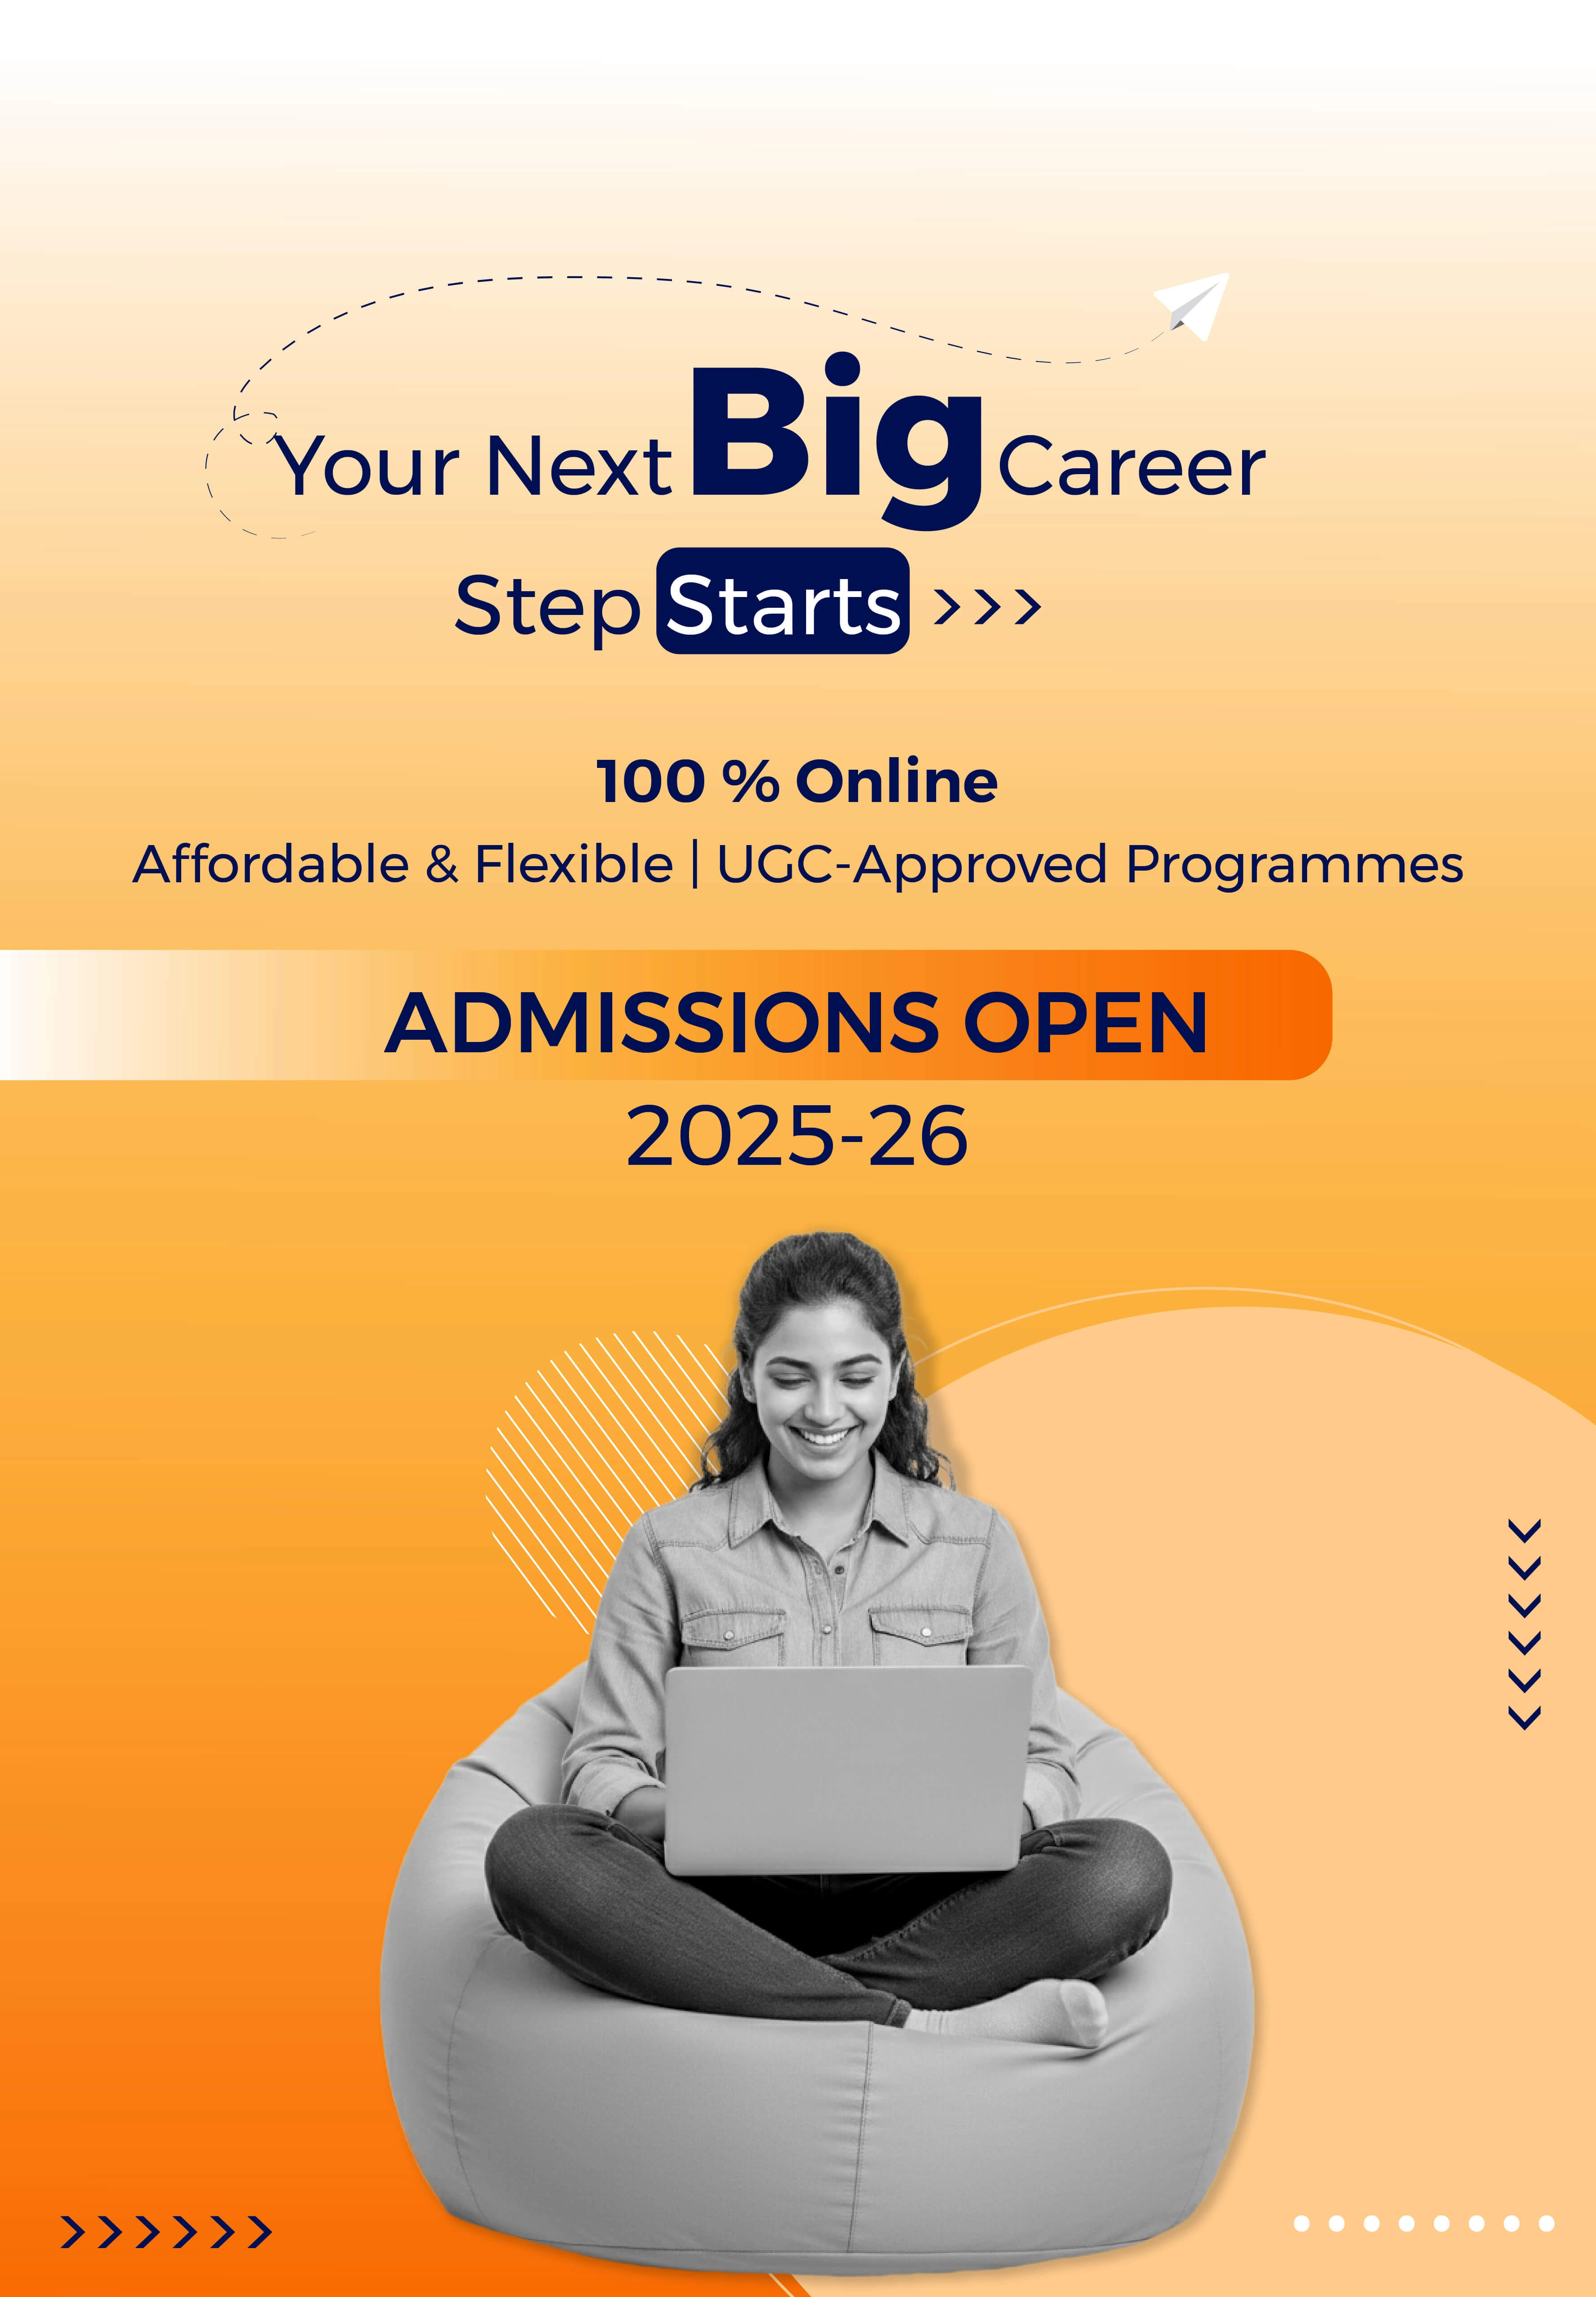 Your Next Big Career
Step Starts >>>
100 % Online
Affordable & Flexible | UGC-Approved Programmes
ADMISSIONS OPEN
2025-26